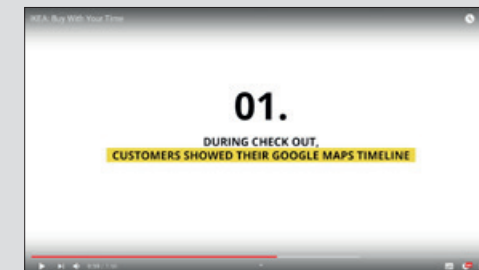 IKEA: Buy With Your Time
01.
DURING CHECK OUT,
CUSTOMERS SHOWED THEIR GOOGLE MAPS TIMELINE